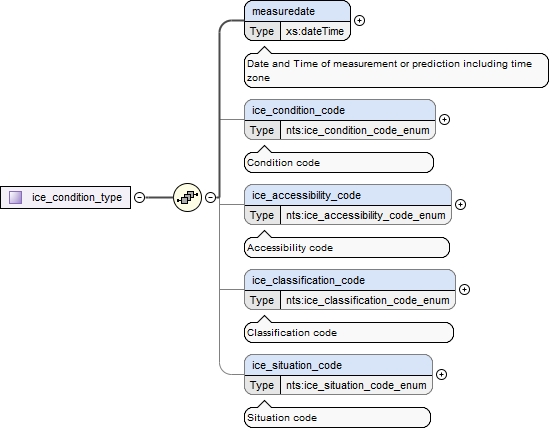 measuredate
Type xs:dateTime
Date and Time of measurement or prediction including time
zone
ice_condition_code
Type nts:ice_condition_code_enum
Condition code
ice_condition_type
ice_accessibility_code
Type nts:ice_accessibility_code_enum
Accessibility code
ice_classification_code
Type nts:ice_classification_code_enum
Classification code
ice_situation_code
Type nts:ice_situation_code_enum
Situation code